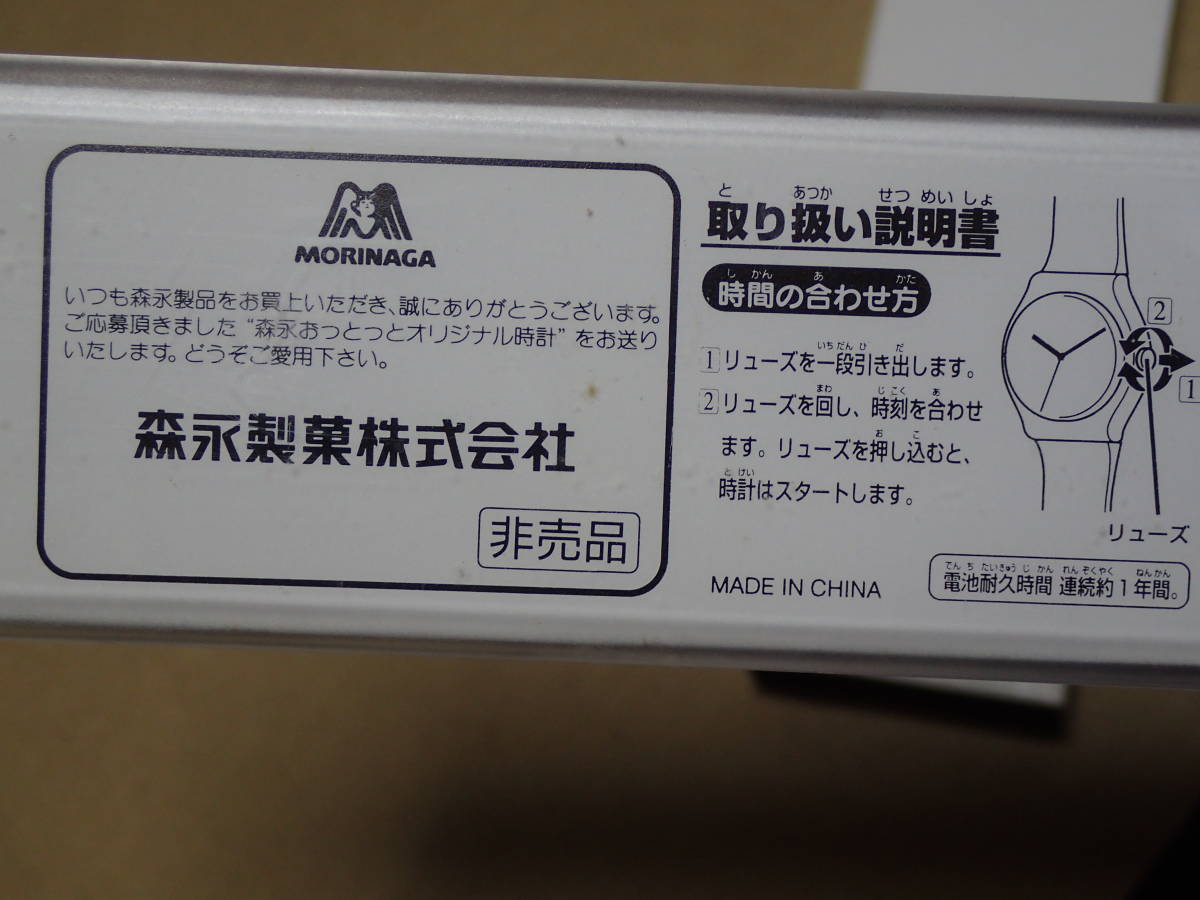 MORINAGA
いつも森永製品をお買上いただき、誠にありがとうございます。
ご応募頂きました“森永おっとっとオリジナル時計”をお送り
いたします。どうぞご愛用下さい。
森永製菓株式会社
非売品
と あつか せつ めい しょ
取り扱い説明書
じ かん あ かた
時間の合わせ方
いちだん ひ だ
1 リューズを一段引き出します。
まわ じ こく あ
2 リューズを回し、時刻を合わせ
お こ
ます。リューズを押し込むと、
と けい
時計はスタートします。
2
1
リューズ
MADE IN CHINA
でん ち たいきゅう じ かん れん ぞくやく ねんかん
電池耐久時間 連続約1年間。